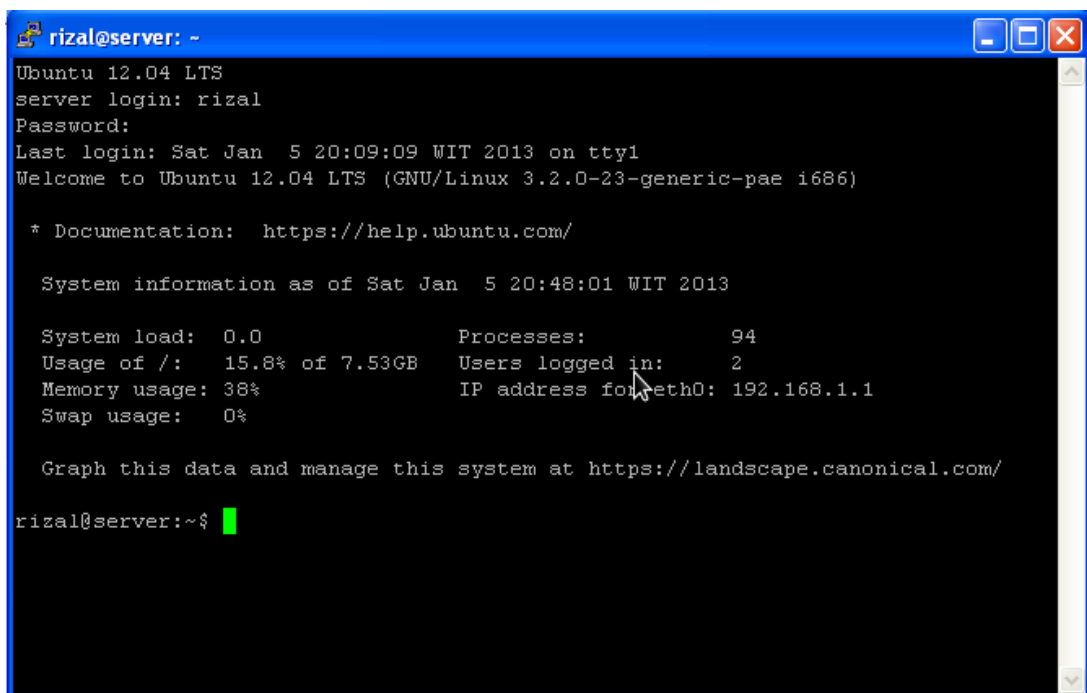 rizal@server: ~
Ubuntu 12.04 LTS
server login: rizal
Password:
Last login: Sat Jan  5 20:09:09 WIT 2013 on tty1
Welcome to Ubuntu 12.04 LTS (GNU/Linux 3.2.0-23-generic-pae i686)
* Documentation:  https://help.ubuntu.com/
System information as of Sat Jan  5 20:48:01 WIT 2013
System load:  0.0               Processes:           94
Usage of /:   15.8% of 7.53GB   Users logged in:     2
Memory usage: 38%               IP address for eth0: 192.168.1.1
Swap usage:   0%
Graph this data and manage this system at https://landscape.canonical.com/
rizal@server:~$